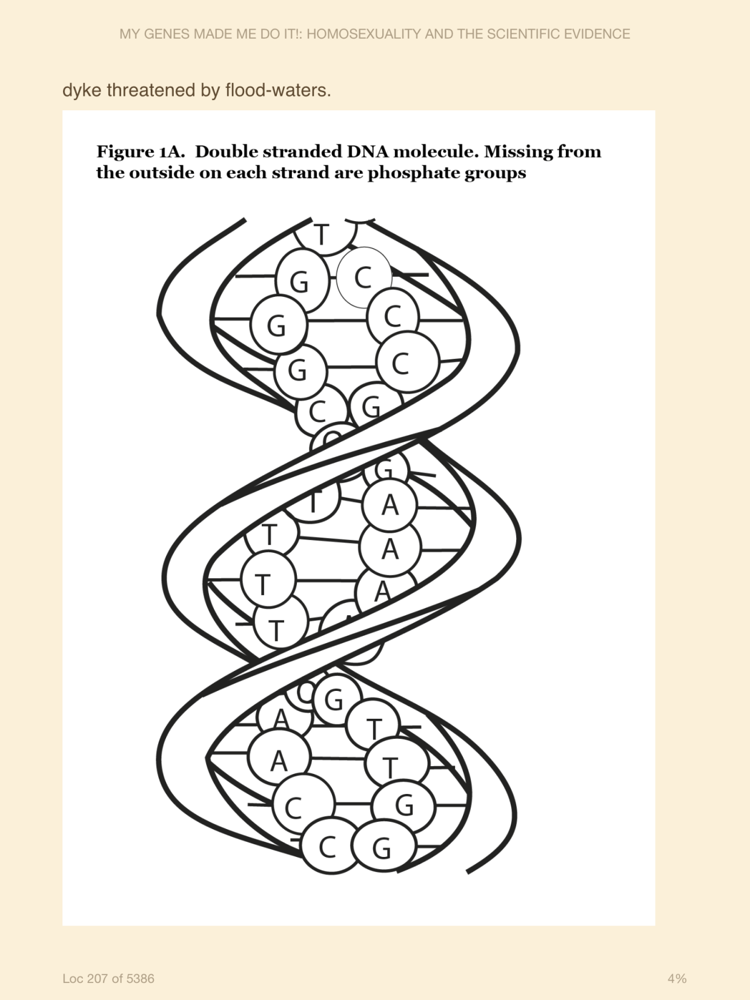 MY GENES MADE ME DO IT!: HOMOSEXUALITY AND THE SCIENTIFIC EVIDENCE
dyke threatened by flood-waters.
Figure 1A. Double stranded DNA molecule. Missing from
the outside on each strand are phosphate groups
T
G C
G C
G C
C G
G
T A
T A
T A
T
G
A T
A T
C G
C G
Loc 207 of 5386 4%